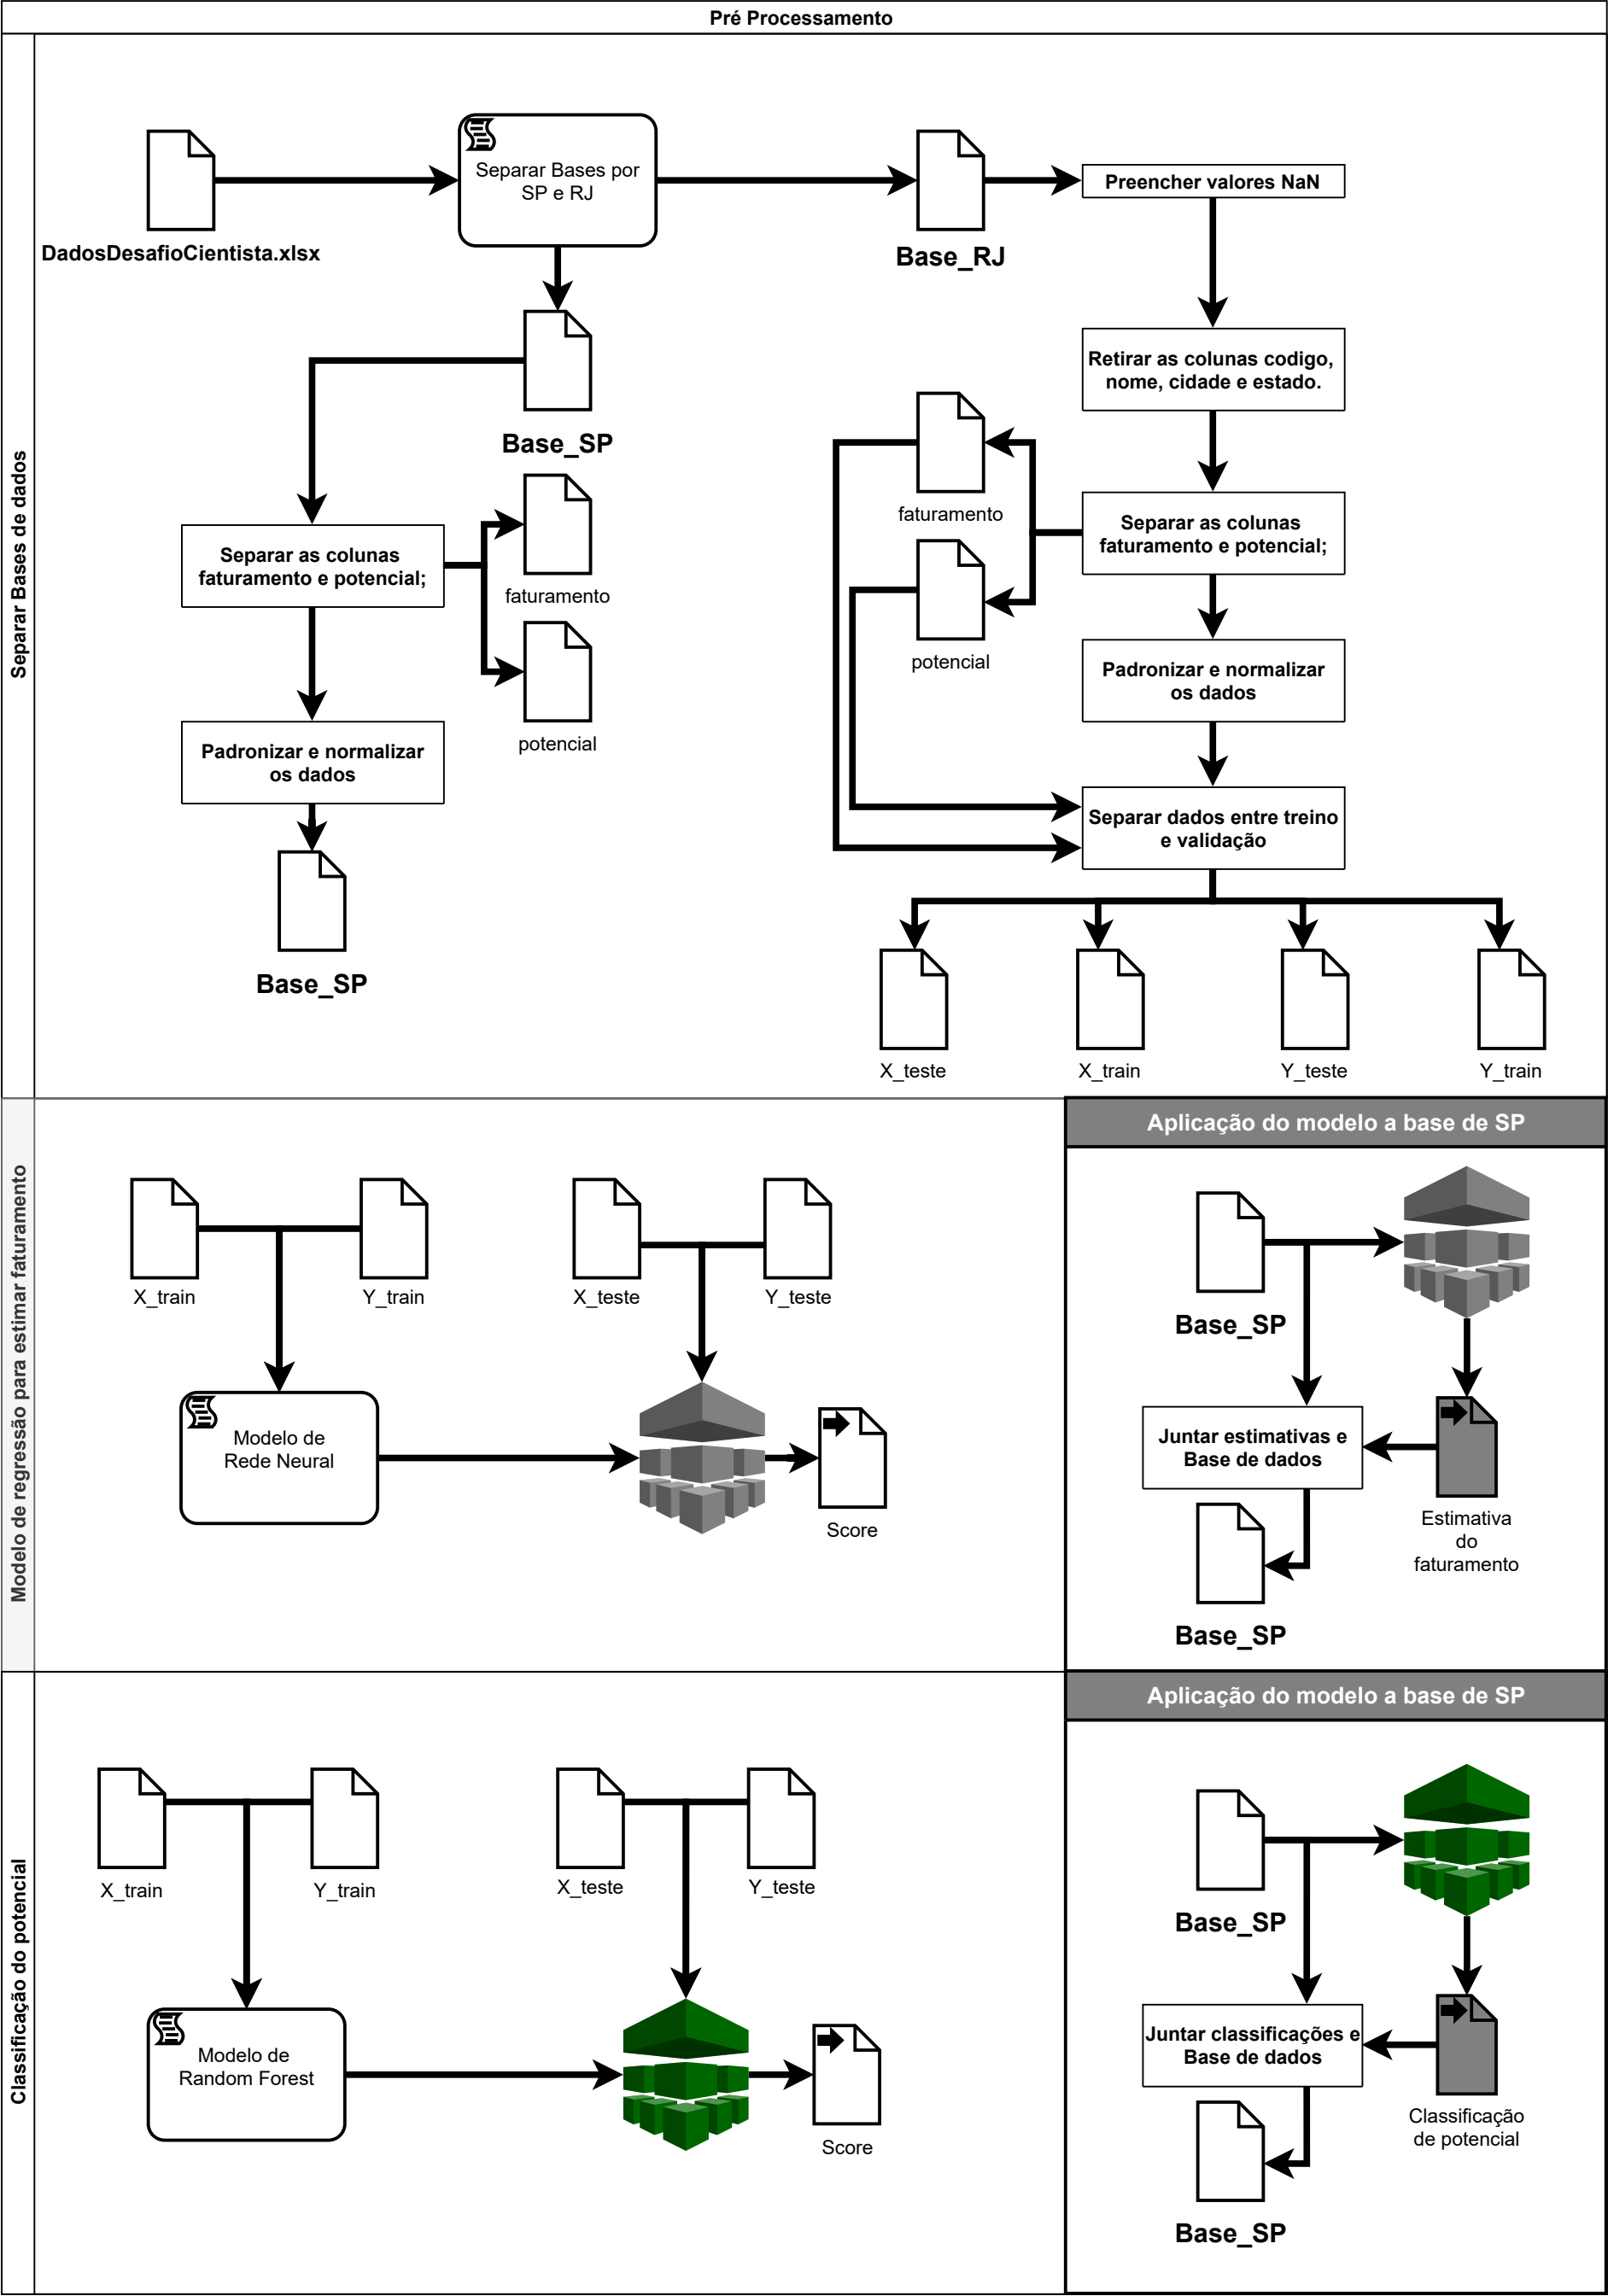 Pré Processamento
Separar Bases de dados
DadosDesafioCientista.xlsx
Separar Bases por
SP e RJ
Base_RJ
Preencher valores NaN
Base_SP
Retirar as colunas codigo,
nome, cidade e estado.
faturamento
Separar as colunas
faturamento e potencial;
Separar as colunas
faturamento e potencial;
faturamento
potencial
Padronizar e normalizar
os dados
potencial
Padronizar e normalizar
os dados
Separar dados entre treino
e validação
Base_SP
X_teste
X_train
Y_teste
Y_train
Modelo de regressão para estimar faturamento
X_train
Y_train
X_teste
Y_teste
Modelo de
Rede Neural
Score
Aplicação do modelo a base de SP
Base_SP
Juntar estimativas e
Base de dados
Estimativa
do
faturamento
Base_SP
Classificação do potencial
X_train
Y_train
X_teste
Y_teste
Modelo de
Random Forest
Score
Aplicação do modelo a base de SP
Base_SP
Juntar classificações e
Base de dados
Classificação
de potencial
Base_SP